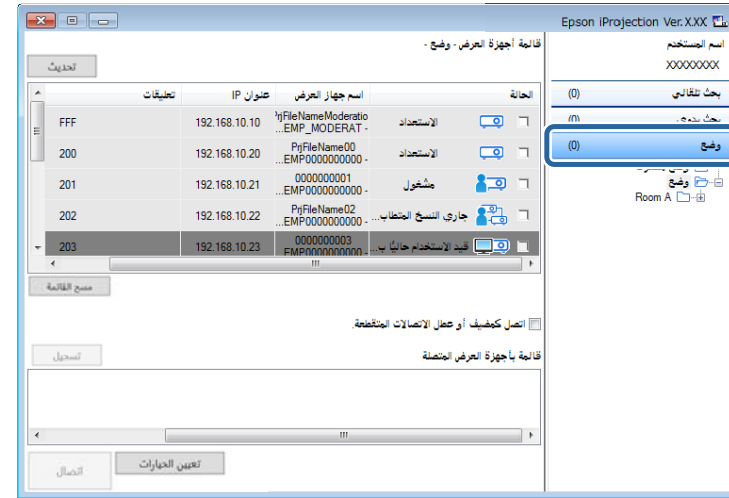 Epson iProjection Ver.X.XX
اسم المستخدم
XXXXXXXX
بحث تلقائي (0)
(0)
وضع (0)
وضع
Room A
قائمة أجهزة العرض - وضع -
تحديث
الحالة اسم جهاز العرض عنوان IP تعليقات
الاستعداد PrjFileNameModeratio 192.168.10.10 FFF
...EMP_MODERAT -
الاستعداد PrjFileName00 192.168.10.20 200
...EMP0000000000 -
مشغول 0000000001 192.168.10.21 201
...EMP0000000000 -
جاري النسخ المتطاب... PrjFileName02 192.168.10.22 202
...EMP0000000000 -
قيد الاستخدام حاليًا ب... 0000000003 192.168.10.23 203
...EMP0000000000 -
مسح القائمة
اتصل كمضيف أو عطل الاتصالات المتقطعة.
قائمة بأجهزة العرض المتصلة
تسجيل
تعيين الخيارات
اتصال